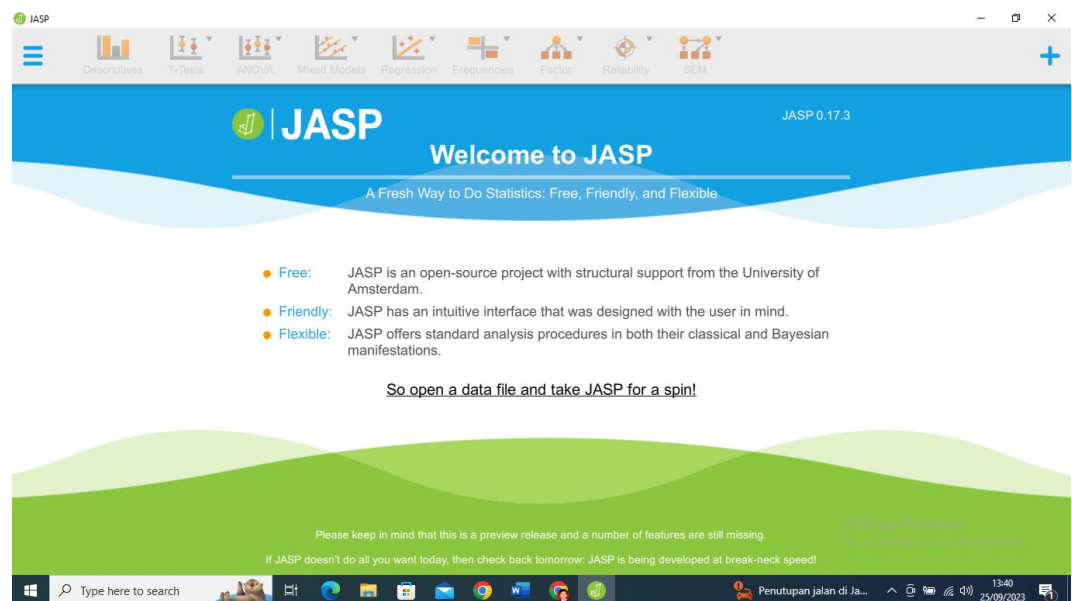 JASP
Descriptives T-Tests ANOVA Mixed Models Regression Frequencies Factor Reliability SEM
JASP
JASP 0.17.3
Welcome to JASP
A Fresh Way to Do Statistics: Free, Friendly, and Flexible
Free: JASP is an open-source project with structural support from the University of
Amsterdam.
Friendly: JASP has an intuitive interface that was designed with the user in mind.
Flexible: JASP offers standard analysis procedures in both their classical and Bayesian
manifestations.
So open a data file and take JASP for a spin!
Please keep in mind that this is a preview release and a number of features are still missing.
If JASP doesn't do all you want today, then check back tomorrow: JASP is being developed at break-neck speed!
Type here to search
Penutupan jalan di Ja...
13:40
25/09/2023